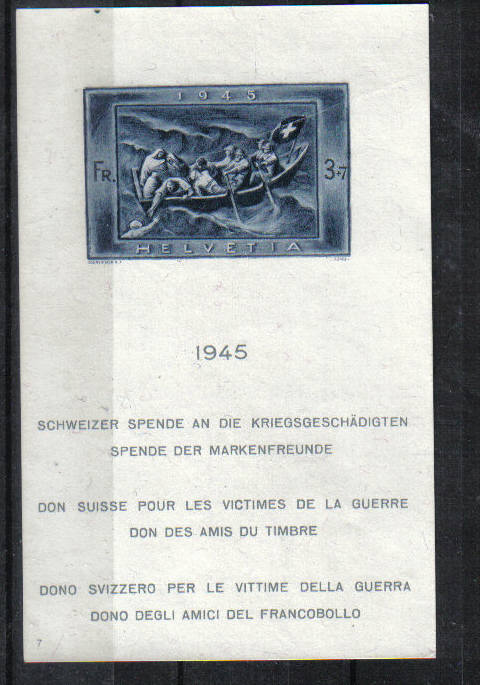 1945
FR. 3+7
HELVETIA
1945
SCHWEIZER SPENDE AN DIE KRIEGSGESCHÄDIGTEN
SPENDE DER MARKENFREUNDE
DON SUISSE POUR LES VICTIMES DE LA GUERRE
DON DES AMIS DU TIMBRE
DONO SVIZZERO PER LE VITTIME DELLA GUERRA
DONO DEGLI AMICI DEL FRANCOBOLLO
7